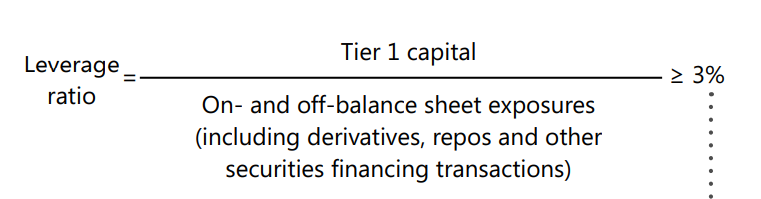 Tier 1 capital
Leverage
ratio
=
≥ 3%
On- and off-balance sheet exposures
(including derivatives, repos and other
securities financing transactions)